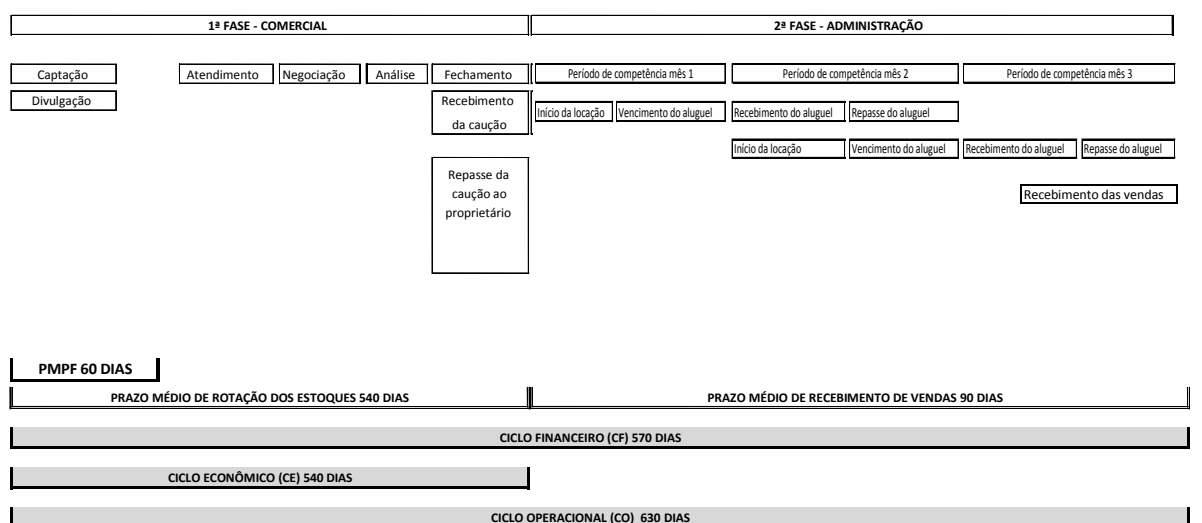 1ª FASE - COMERCIAL
2ª FASE - ADMINISTRAÇÃO
Captação
Atendimento
Negociação
Análise
Fechamento
Período de competência mês 1
Período de competência mês 2
Período de competência mês 3
Divulgação
Recebimento
da caução
Início da locação
Vencimento do aluguel
Recebimento do aluguel
Repasse do aluguel
Início da locação
Vencimento do aluguel
Recebimento do aluguel
Repasse do aluguel
Repasse da
caução ao
proprietário
Recebimento das vendas
PMPF 60 DIAS
PRAZO MÉDIO DE ROTAÇÃO DOS ESTOQUES 540 DIAS
PRAZO MÉDIO DE RECEBIMENTO DE VENDAS 90 DIAS
CICLO FINANCEIRO (CF) 570 DIAS
CICLO ECONÔMICO (CE) 540 DIAS
CICLO OPERACIONAL (CO) 630 DIAS